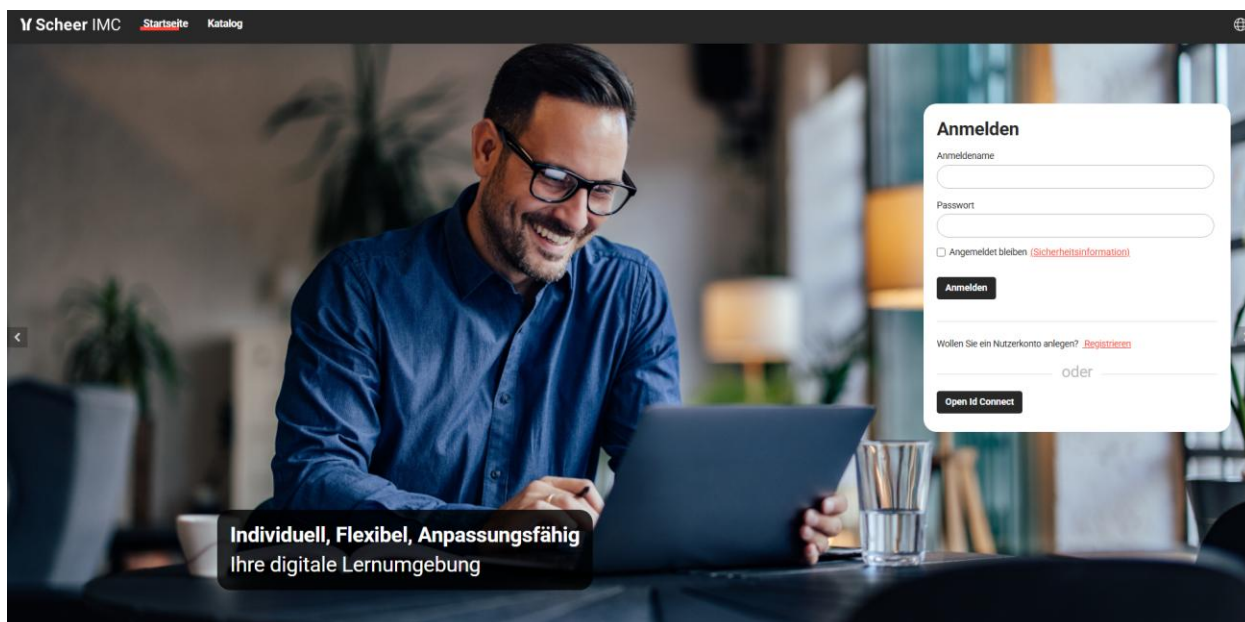 Scheer IMC Startseite Katalog
Anmelden
Anmeldename
Passwort
Angemeldet bleiben (Sicherheitsinformation)
Anmelden
Wollen Sie ein Nutzerkonto anlegen? Registrieren
oder
Open Id Connect
Individuell, Flexibel, Anpassungsfähig
Ihre digitale Lernumgebung